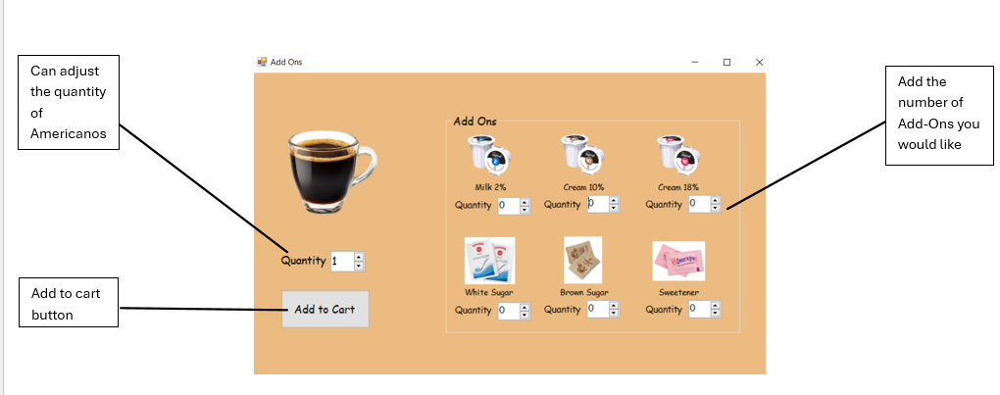 Can adjust
the quantity
of
Americanos
Add Ons
Add the
number of
Add-Ons you
would like
Add Ons
Milk 2%
Cream 10%
Cream 18%
Quantity 0
Quantity 0
Quantity 0
Quantity 1
White Sugar
Brown Sugar
Sweetener
Quantity 0
Quantity 0
Quantity 0
Add to cart
button
Add to Cart